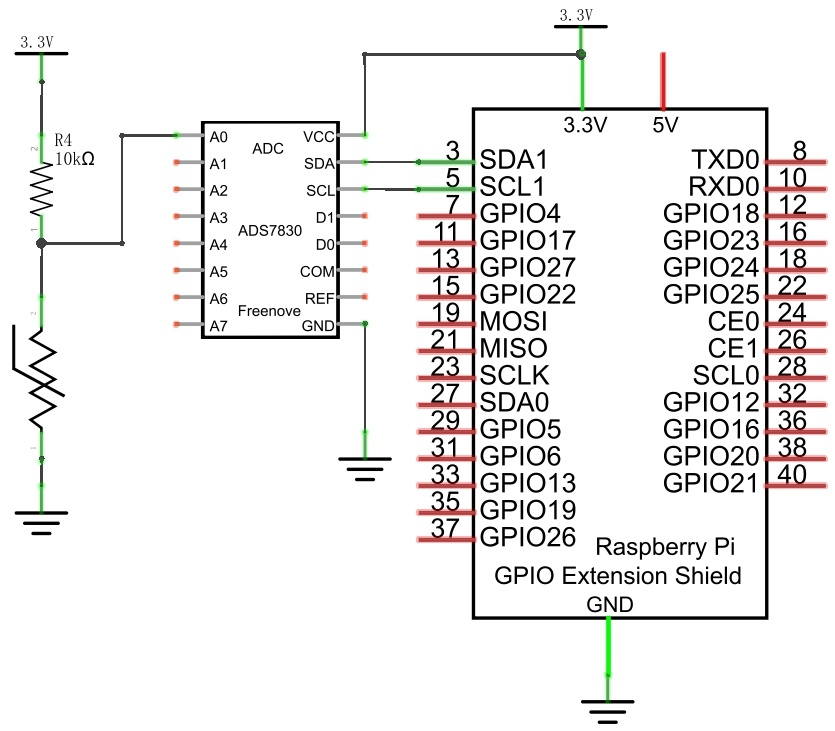 3.3V
3.3V
R4
10kΩ
2
1
2
1
ADC
ADS7830
Freenove
A0
A1
A2
A3
A4
A5
A6
A7
VCC
SDA
SCL
D1
D0
COM
REF
GND
3.3V 5V
3 SDA1 TXD0 8
5 SCL1 RXD0 10
7 GPIO4 GPIO18 12
11 GPIO17 GPIO23 16
13 GPIO27 GPIO24 18
15 GPIO22 GPIO25 22
19 MOSI CE0 24
21 MISO CE1 26
23 SCLK SCL0 28
27 SDA0 GPIO12 32
29 GPIO5 GPIO16 36
31 GPIO6 GPIO20 38
33 GPIO13 GPIO21 40
35 GPIO19
37 GPIO26
Raspberry Pi
GPIO Extension Shield
GND